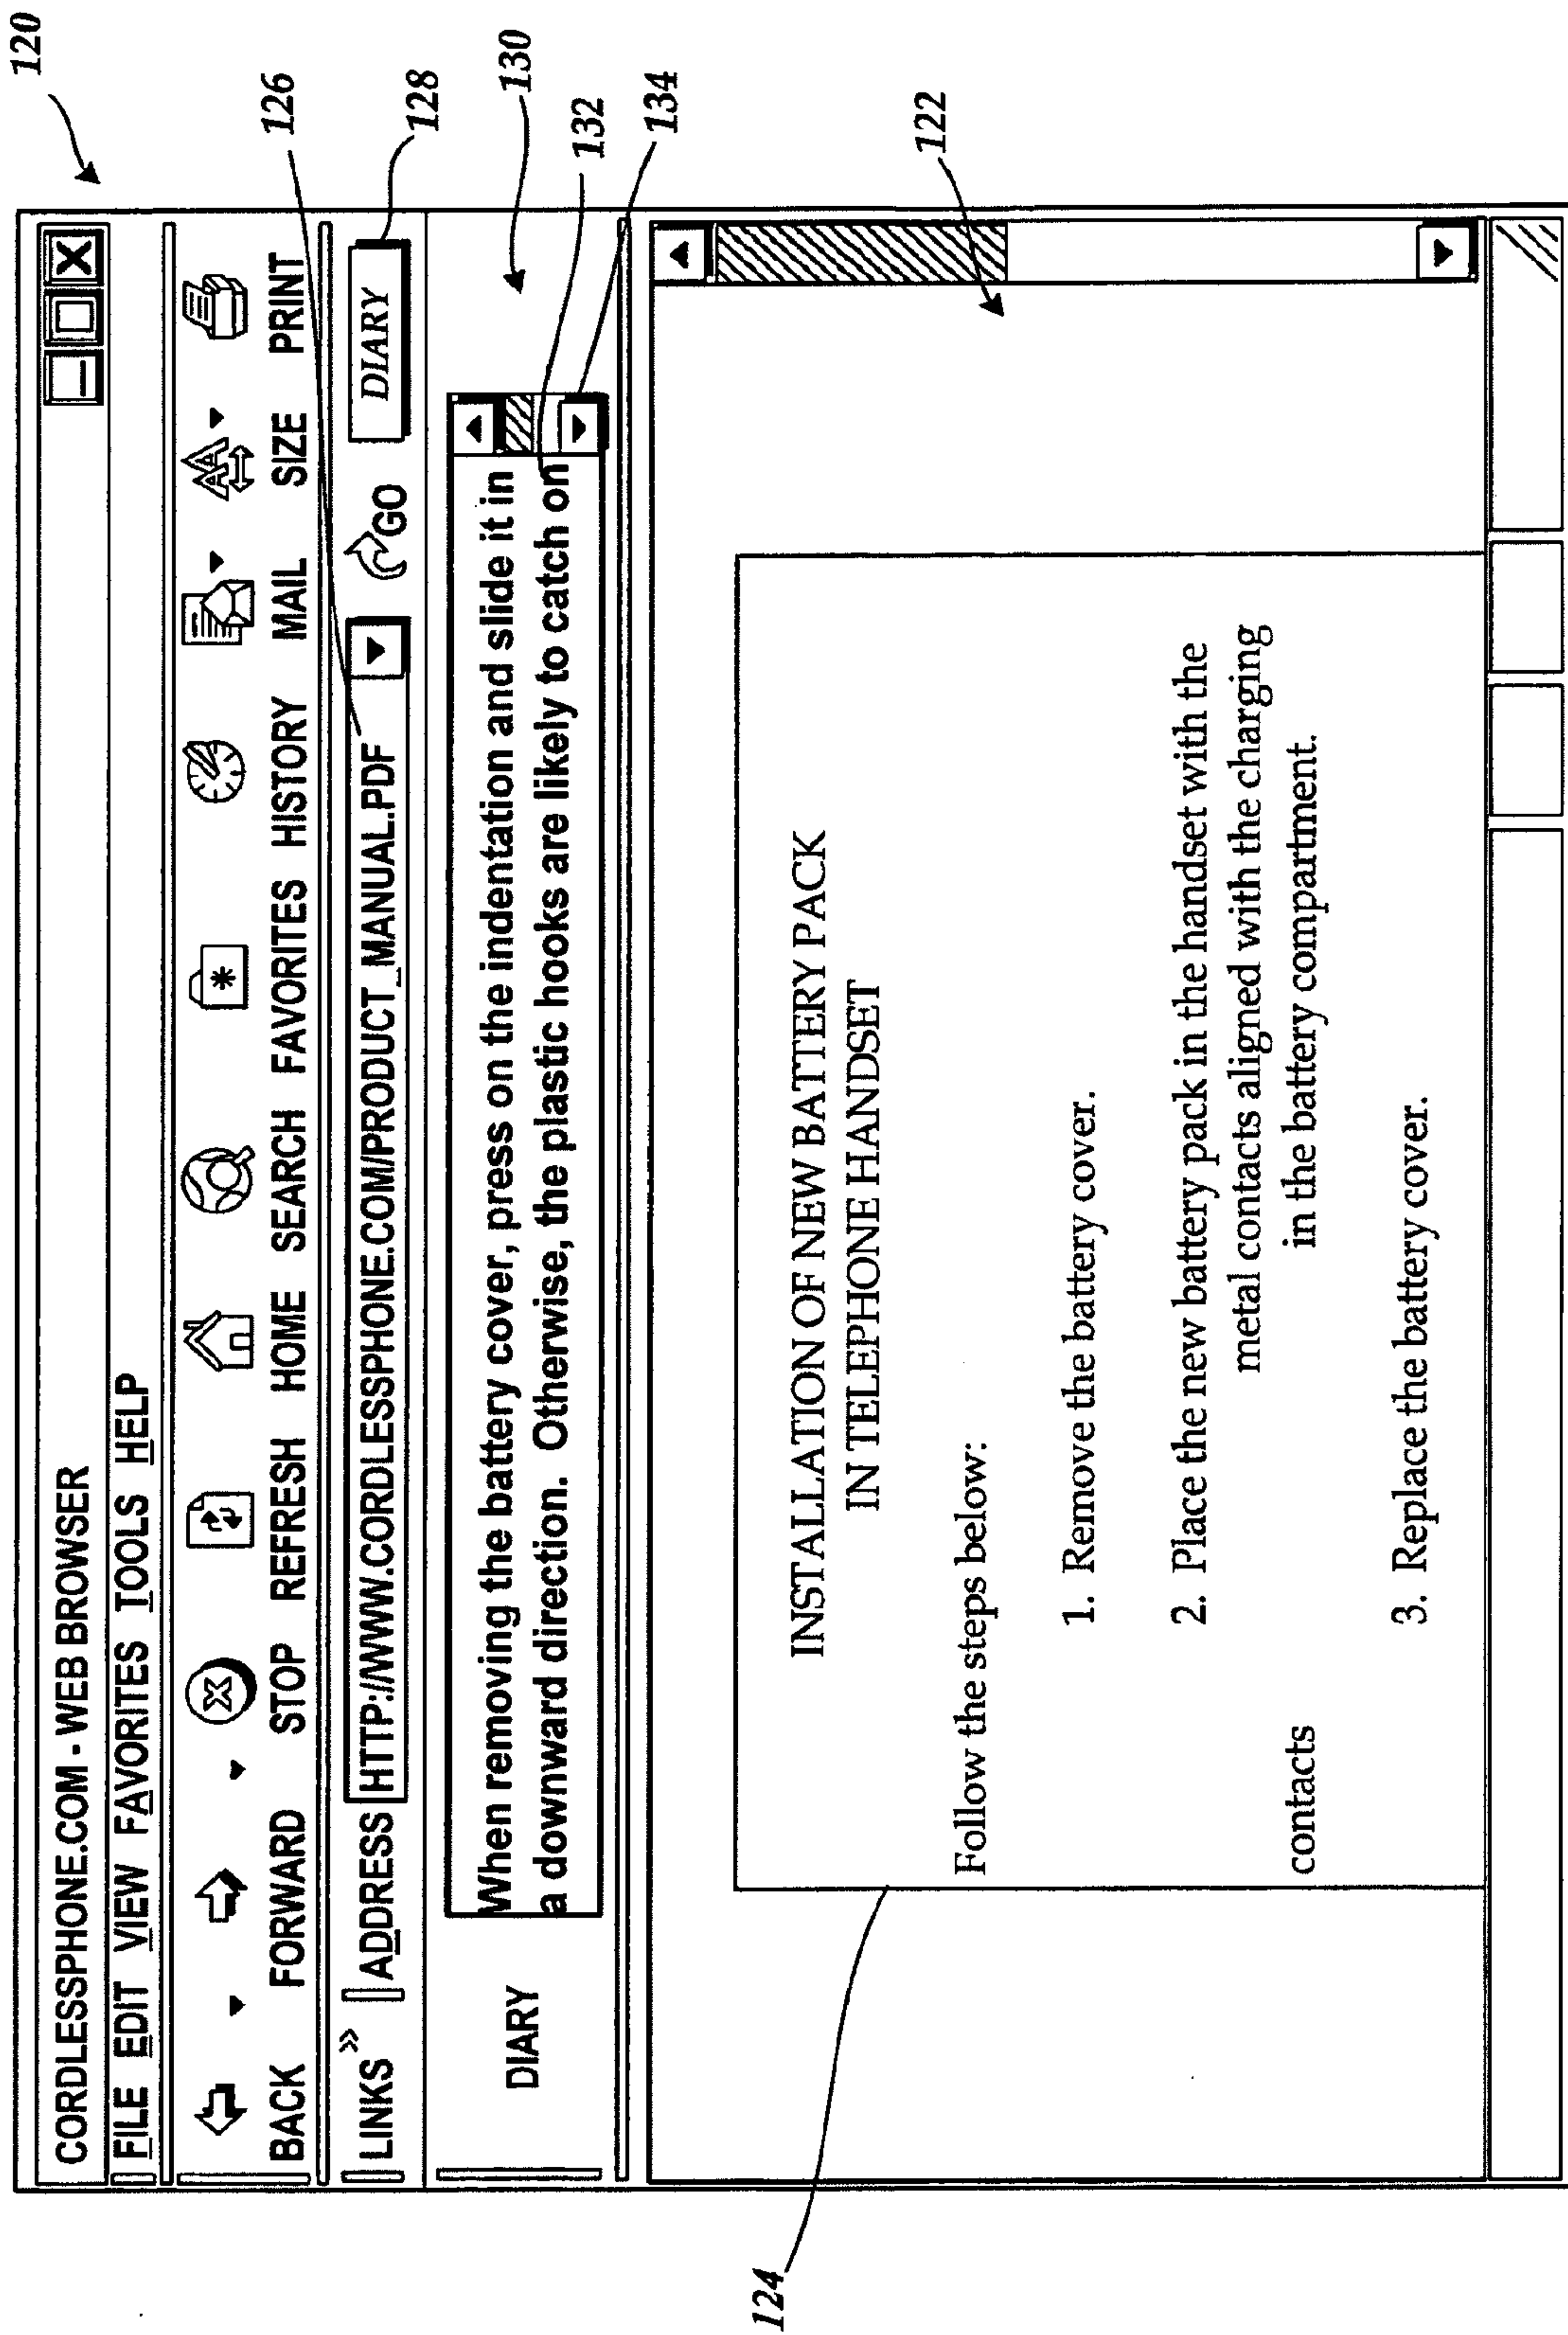 120
CORDLESSPHONE.COM - WEB BROWSER
FILE EDIT VIEW FAVORITES TOOLS HELP
BACK FORWARD STOP REFRESH HOME SEARCH FAVORITES HISTORY MAIL SIZE PRINT
126
LINKS » ADDRESS HTTP://WWW.CORDLESSPHONE.COM/PRODUCT_MANUAL.PDF GO DIARY
128
130
DIARY
When removing the battery cover, press on the indentation and slide it in
a downward direction. Otherwise, the plastic hooks are likely to catch on
132
134
122
124
INSTALLATION OF NEW BATTERY PACK
IN TELEPHONE HANDSET
Follow the steps below:
1. Remove the battery cover.
2. Place the new battery pack in the handset with the
metal contacts aligned with the charging
contacts in the battery compartment.
3. Replace the battery cover.